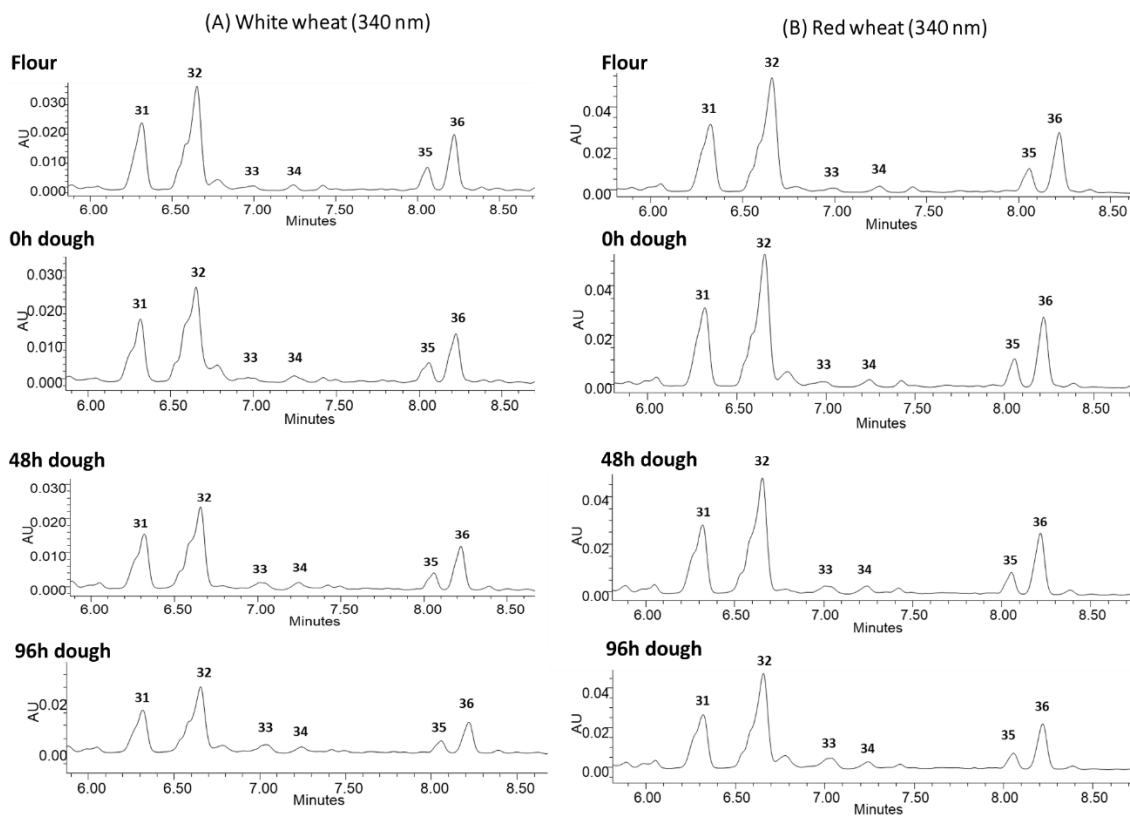 (A) White wheat (340 nm)
Flour
AU
0.030
0.020
0.010
0.000
31
32
33
34
35
36
6.00 6.50 7.00 7.50 8.00 8.50
Minutes
0h dough
AU
0.030
0.020
0.010
0.000
31
32
33
34
35
36
6.00 6.50 7.00 7.50 8.00 8.50
Minutes
48h dough
AU
0.030
0.020
0.010
0.000
31
32
33
34
35
36
6.00 6.50 7.00 7.50 8.00 8.50
Minutes
96h dough
AU
0.02
0.00
31
32
33
34
35
36
6.00 6.50 7.00 7.50 8.00 8.50
Minutes
(B) Red wheat (340 nm)
Flour
AU
0.04
0.02
0.00
31
32
33
34
35
36
6.00 6.50 7.00 7.50 8.00 8.50
Minutes
0h dough
AU
0.04
0.02
0.00
31
32
33
34
35
36
6.00 6.50 7.00 7.50 8.00 8.50
Minutes
48h dough
AU
0.04
0.02
0.00
31
32
33
34
35
36
6.00 6.50 7.00 7.50 8.00 8.50
Minutes
96h dough
AU
0.04
0.02
0.00
31
32
33
34
35
36
6.00 6.50 7.00 7.50 8.00 8.50
Minutes